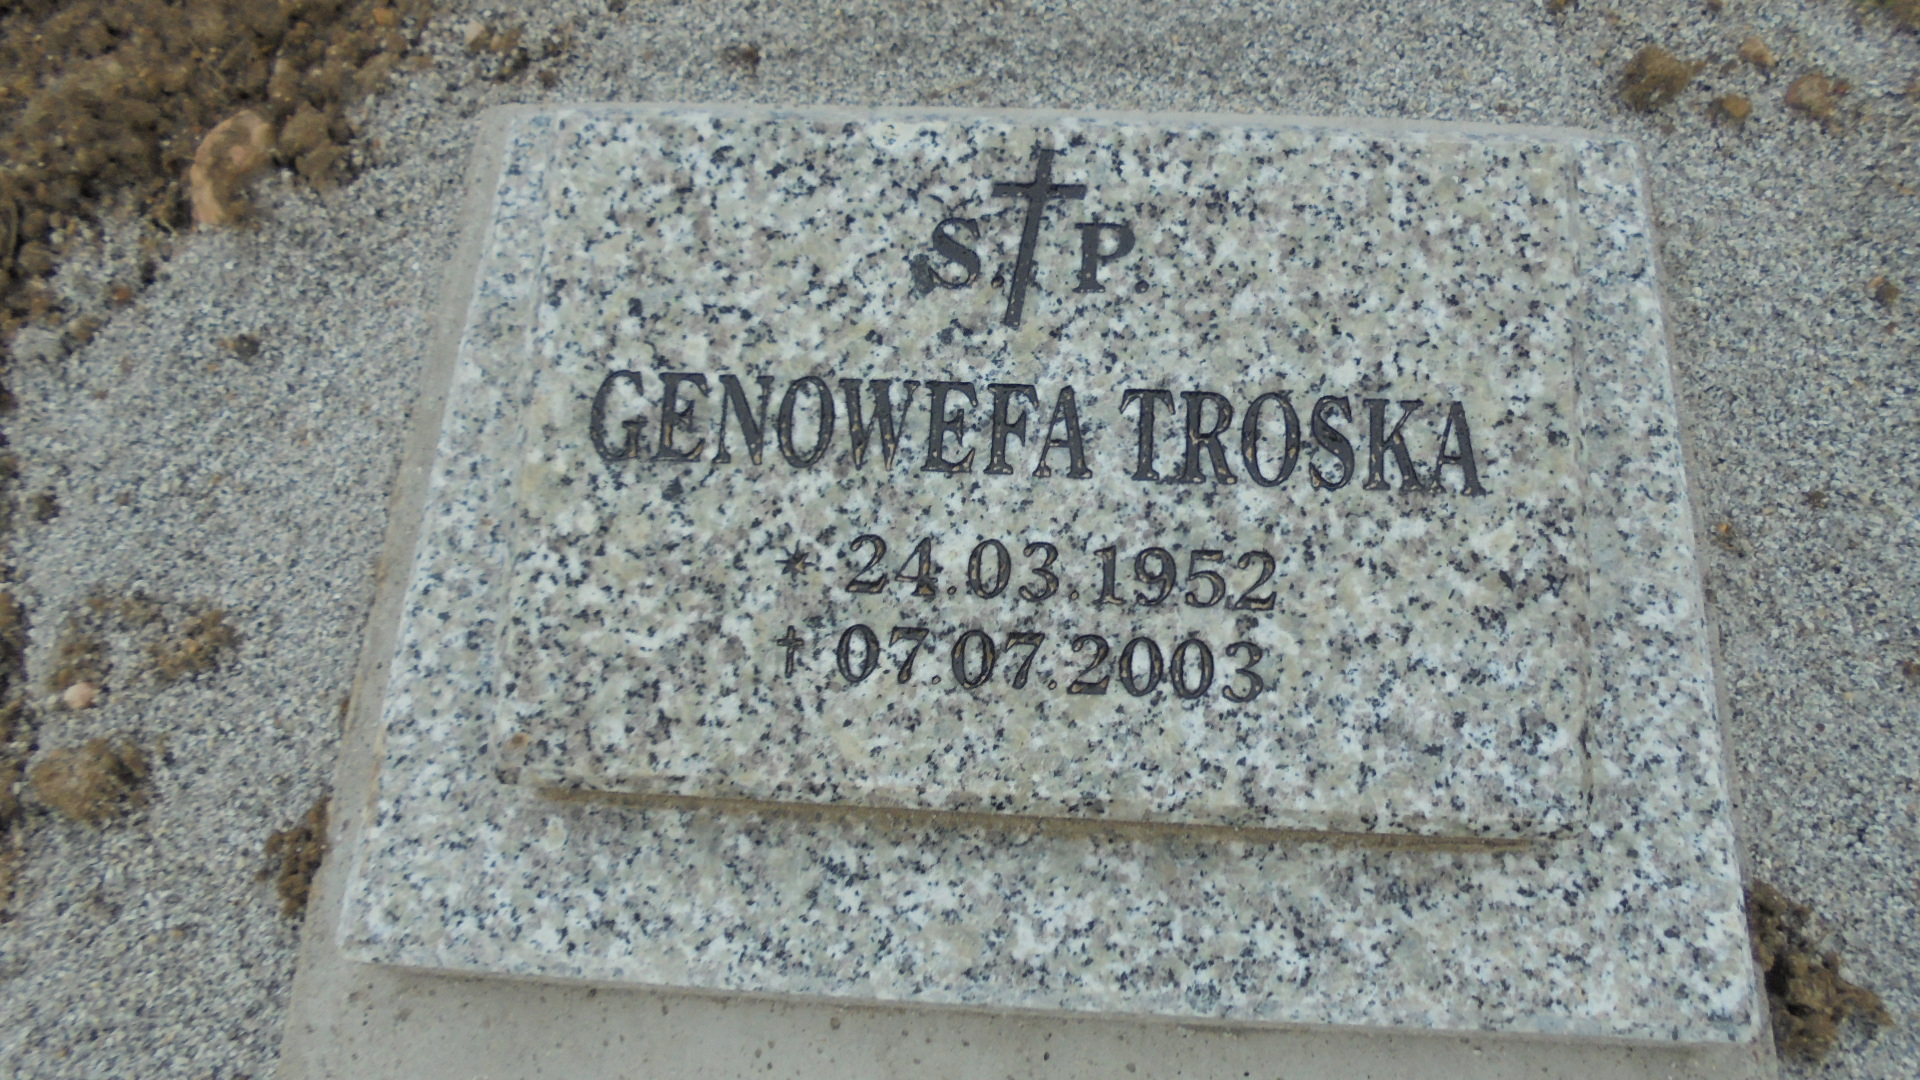 S. † P.
GENOWEFA TROSKA
* 24.03.1952
† 07.07.2003